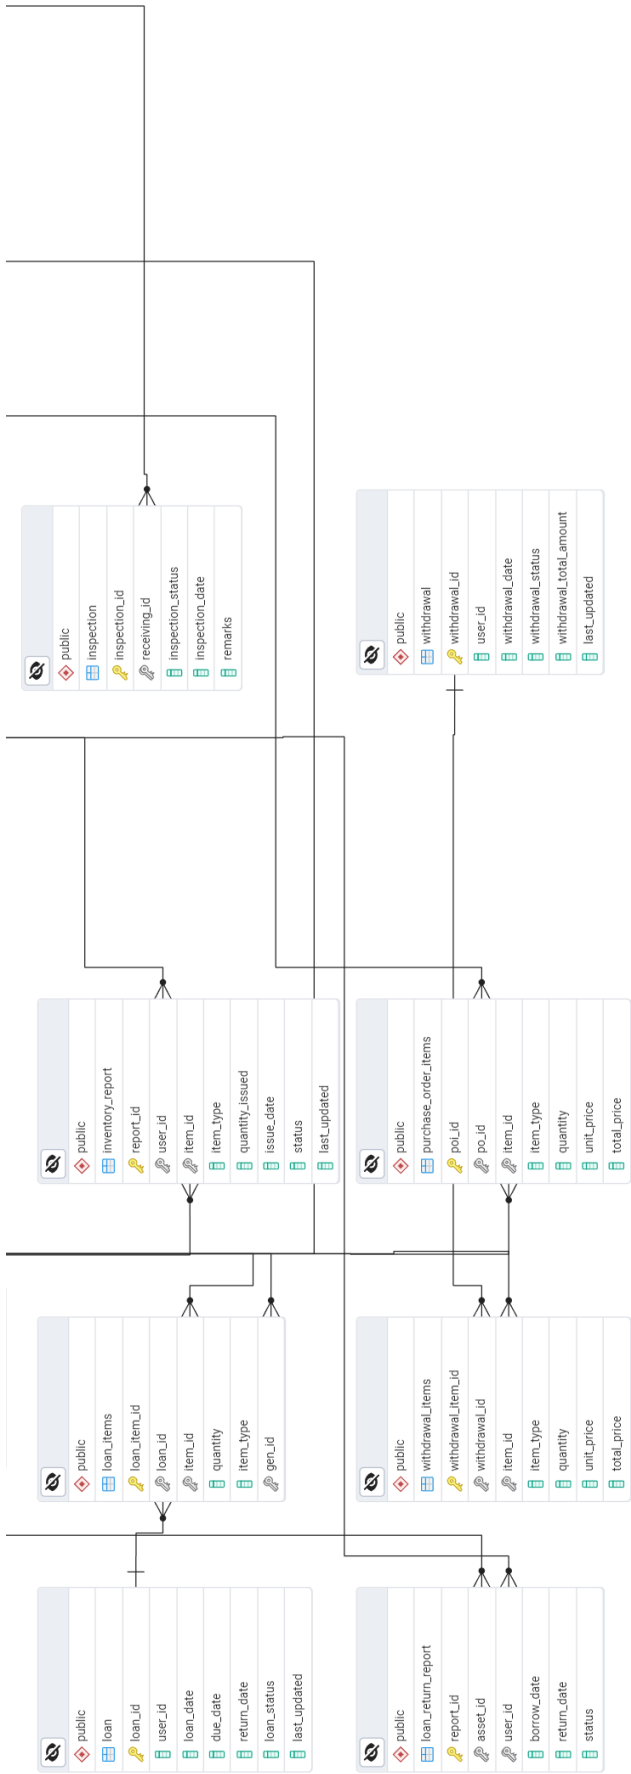 public
loan
loan_id
user_id
loan_date
due_date
return_date
loan_status
last_updated
public
loan_items
loan_item_id
loan_id
item_id
quantity
item_type
gen_id
public
inventory_report
report_id
user_id
item_id
item_type
quantity_issued
issue_date
status
last_updated
public
inspection
inspection_id
receiving_id
inspection_status
inspection_date
remarks
public
loan_return_report
report_id
asset_id
user_id
borrow_date
return_date
status
public
withdrawal_items
withdrawal_item_id
withdrawal_id
item_id
item_type
quantity
unit_price
total_price
public
purchase_order_items
poi_id
po_id
item_id
item_type
quantity
unit_price
total_price
public
withdrawal
withdrawal_id
user_id
withdrawal_date
withdrawal_status
withdrawal_total_amount
last_updated